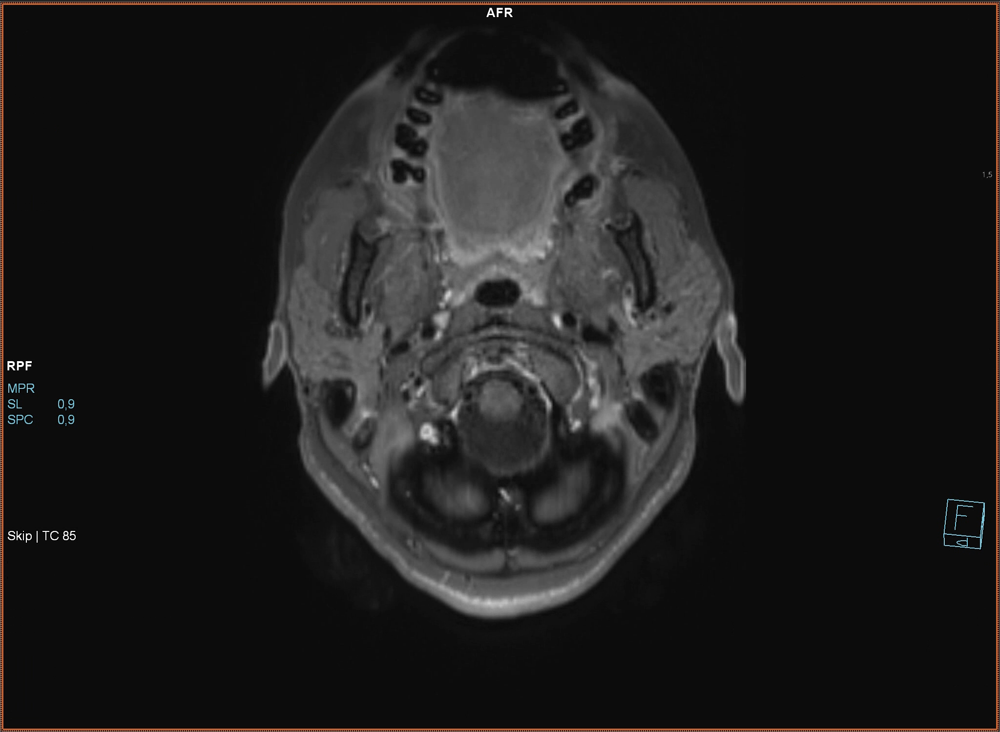 AFR
1,5
RPF
MPR
SL 0,9
SPC 0,9
F
Skip | TC 85